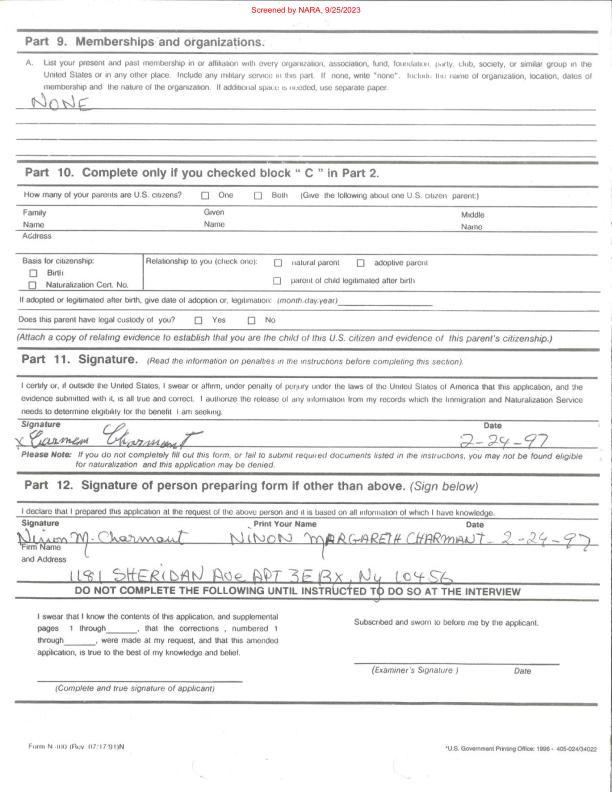 Screened by NARA, 9/25/2023
Part 9. Memberships and organizations.
A. List your present and past membership in or affiliation with every organization, association, fund, foundation, party, club, society, or similar group in the
United States or in any other place. Include any military service in this part. If none, write "none". Include the name of organization, location, dates of
membership and the nature of the organization. If additional space is needed, use separate paper.
NONE
Part 10. Complete only if you checked block " C " in Part 2.
How many of your parents are U.S. citizens? ☐ One ☐ Both (Give the following about one U.S. citizen parent:)
Family Given Middle
Name Name Name
Address
Basis for citizenship: Relationship to you (check one): ☐ natural parent ☐ adoptive parent
☐ Birth
☐ Naturalization Cert. No. ☐ parent of child legitimated after birth
If adopted or legitimated after birth, give date of adoption or, legitimation: (month-day-year)
Does this parent have legal custody of you? ☐ Yes ☐ No
(Attach a copy of relating evidence to establish that you are the child of this U.S. citizen and evidence of this parent's citizenship.)
Part 11. Signature. (Read the information on penalties in the instructions before completing this section).
I certify or, if outside the United States, I swear or affirm, under penalty of perjury under the laws of the United States of America that this application, and the
evidence submitted with it, is all true and correct. I authorize the release of any information from my records which the Immigration and Naturalization Service
needs to determine eligibility for the benefit I am seeking.
Signature Date
x Carmen Charmant 2-24-97
Please Note: If you do not completely fill out this form, or fail to submit required documents listed in the instructions, you may not be found eligible
for naturalization and this application may be denied.
Part 12. Signature of person preparing form if other than above. (Sign below)
I declare that I prepared this application at the request of the above person and it is based on all information of which I have knowledge.
Signature Print Your Name Date
Ninon M. Charmant NINON MARGARETH CHARMANT - 2-24-97
Firm Name
and Address
1181 SHERIDAN Ave APT 3E BX, Ny 10456
DO NOT COMPLETE THE FOLLOWING UNTIL INSTRUCTED TO DO SO AT THE INTERVIEW
I swear that I know the contents of this application, and supplemental
pages 1 through______, that the corrections , numbered 1
through______, were made at my request, and that this amended
application, is true to the best of my knowledge and belief.
(Complete and true signature of applicant)
Subscribed and sworn to before me by the applicant.
(Examiner's Signature ) Date
Form N-400 (Rev. 07/17/91)N
*U.S. Government Printing Office: 1996 - 405-024/34022